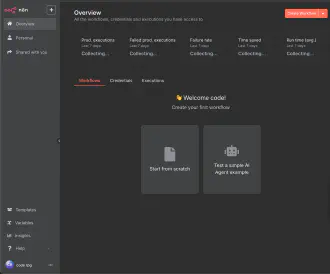 n8n
Overview
Personal
Shared with you
Overview
All the workflows, credentials and executions you have access to
Create Workflow
Prod. executions
Last 7 days
Collecting...
Failed prod. executions
Last 7 days
Collecting...
Failure rate
Last 7 days
Collecting...
Time saved
Last 7 days
Collecting...
Run time (avg.)
Last 7 days
Collecting...
Workflows
Credentials
Executions
👋 Welcome code!
Create your first workflow
Start from scratch
Test a simple AI
Agent example
Templates
Variables
Insights
Help